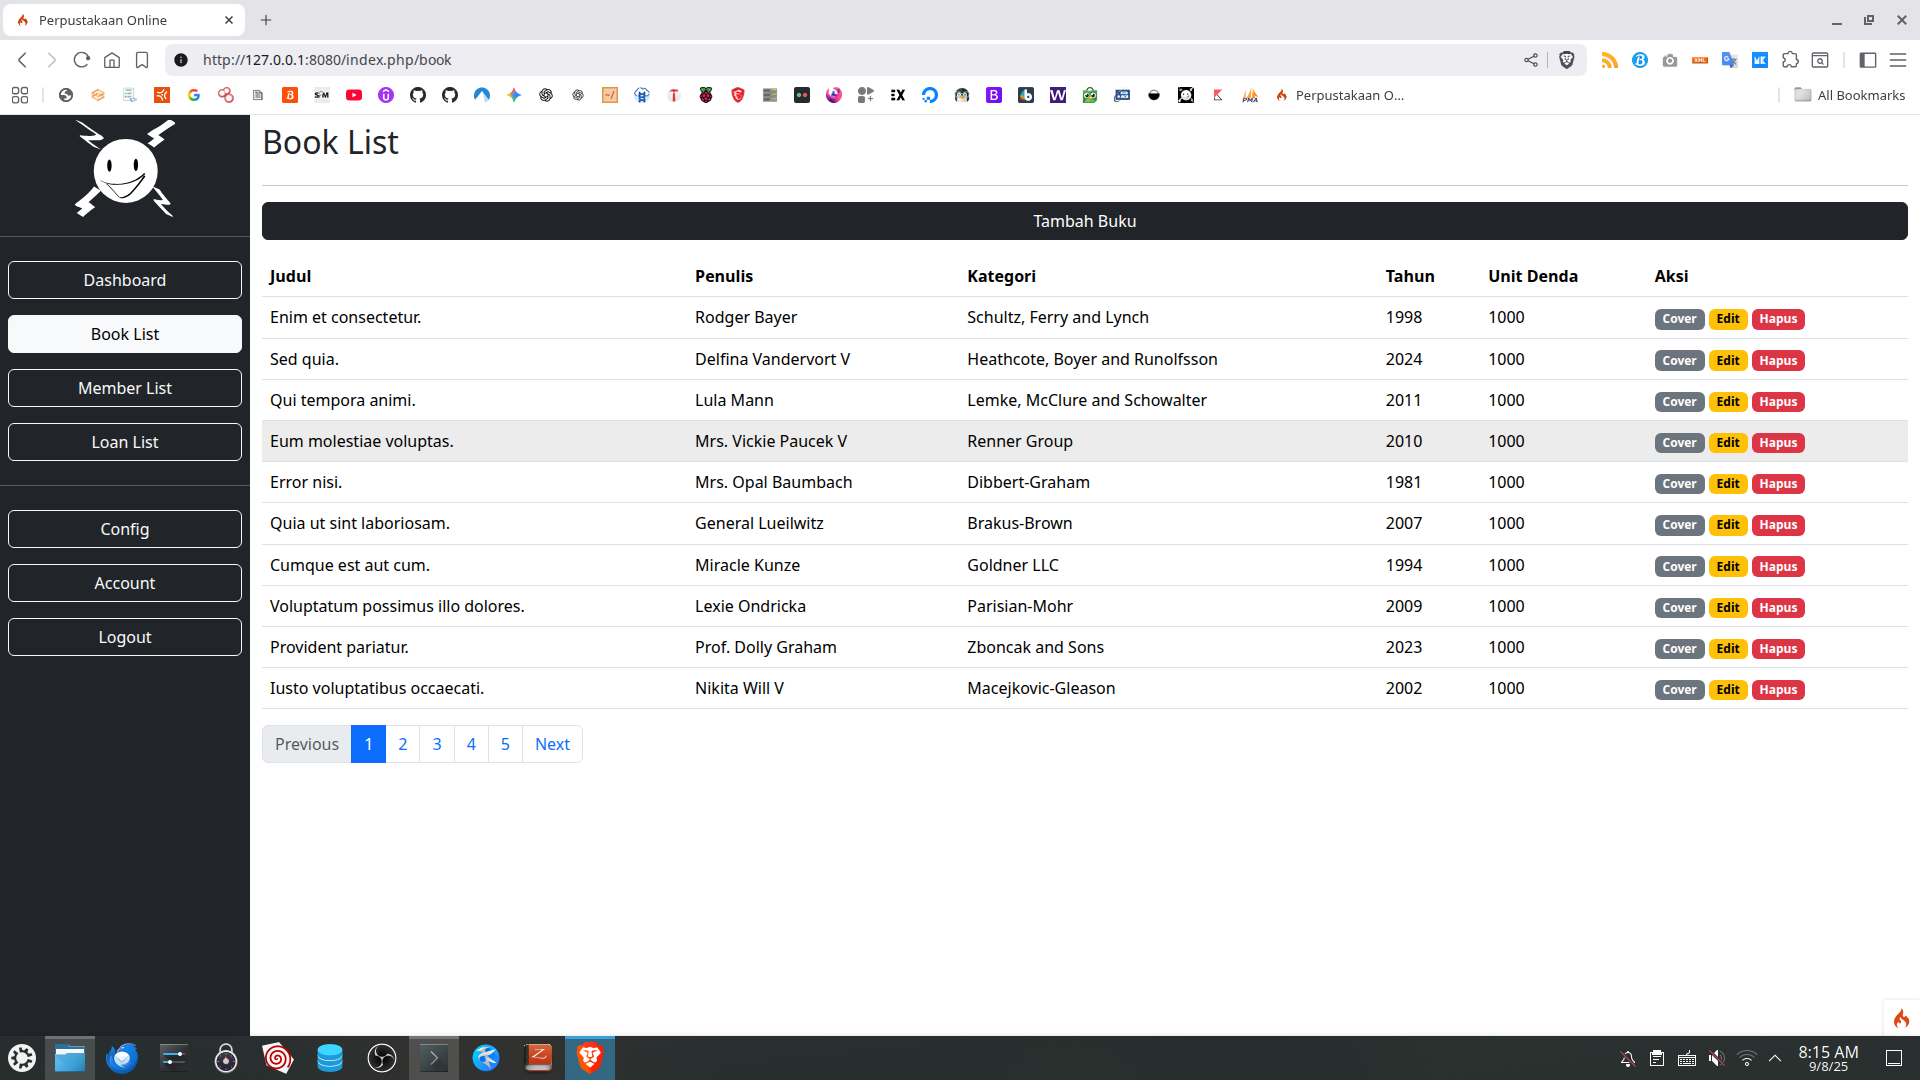 Perpustakaan Online
http://127.0.0.1:8080/index.php/book
Perpustakaan O...
All Bookmarks
Book List
Tambah Buku
Dashboard
Book List
Member List
Loan List
Config
Account
Logout
Judul Penulis Kategori Tahun Unit Denda Aksi
Enim et consectetur. Rodger Bayer Schultz, Ferry and Lynch 1998 1000 Cover Edit Hapus
Sed quia. Delfina Vandervort V Heathcote, Boyer and Runolfsson 2024 1000 Cover Edit Hapus
Qui tempora animi. Lula Mann Lemke, McClure and Schowalter 2011 1000 Cover Edit Hapus
Eum molestiae voluptas. Mrs. Vickie Paucek V Renner Group 2010 1000 Cover Edit Hapus
Error nisi. Mrs. Opal Baumbach Dibbert-Graham 1981 1000 Cover Edit Hapus
Quia ut sint laboriosam. General Lueilwitz Brakus-Brown 2007 1000 Cover Edit Hapus
Cumque est aut cum. Miracle Kunze Goldner LLC 1994 1000 Cover Edit Hapus
Voluptatum possimus illo dolores. Lexie Ondricka Parisian-Mohr 2009 1000 Cover Edit Hapus
Provident pariatur. Prof. Dolly Graham Zboncak and Sons 2023 1000 Cover Edit Hapus
Iusto voluptatibus occaecati. Nikita Will V Macejkovic-Gleason 2002 1000 Cover Edit Hapus
Previous 1 2 3 4 5 Next
8:15 AM
9/8/25